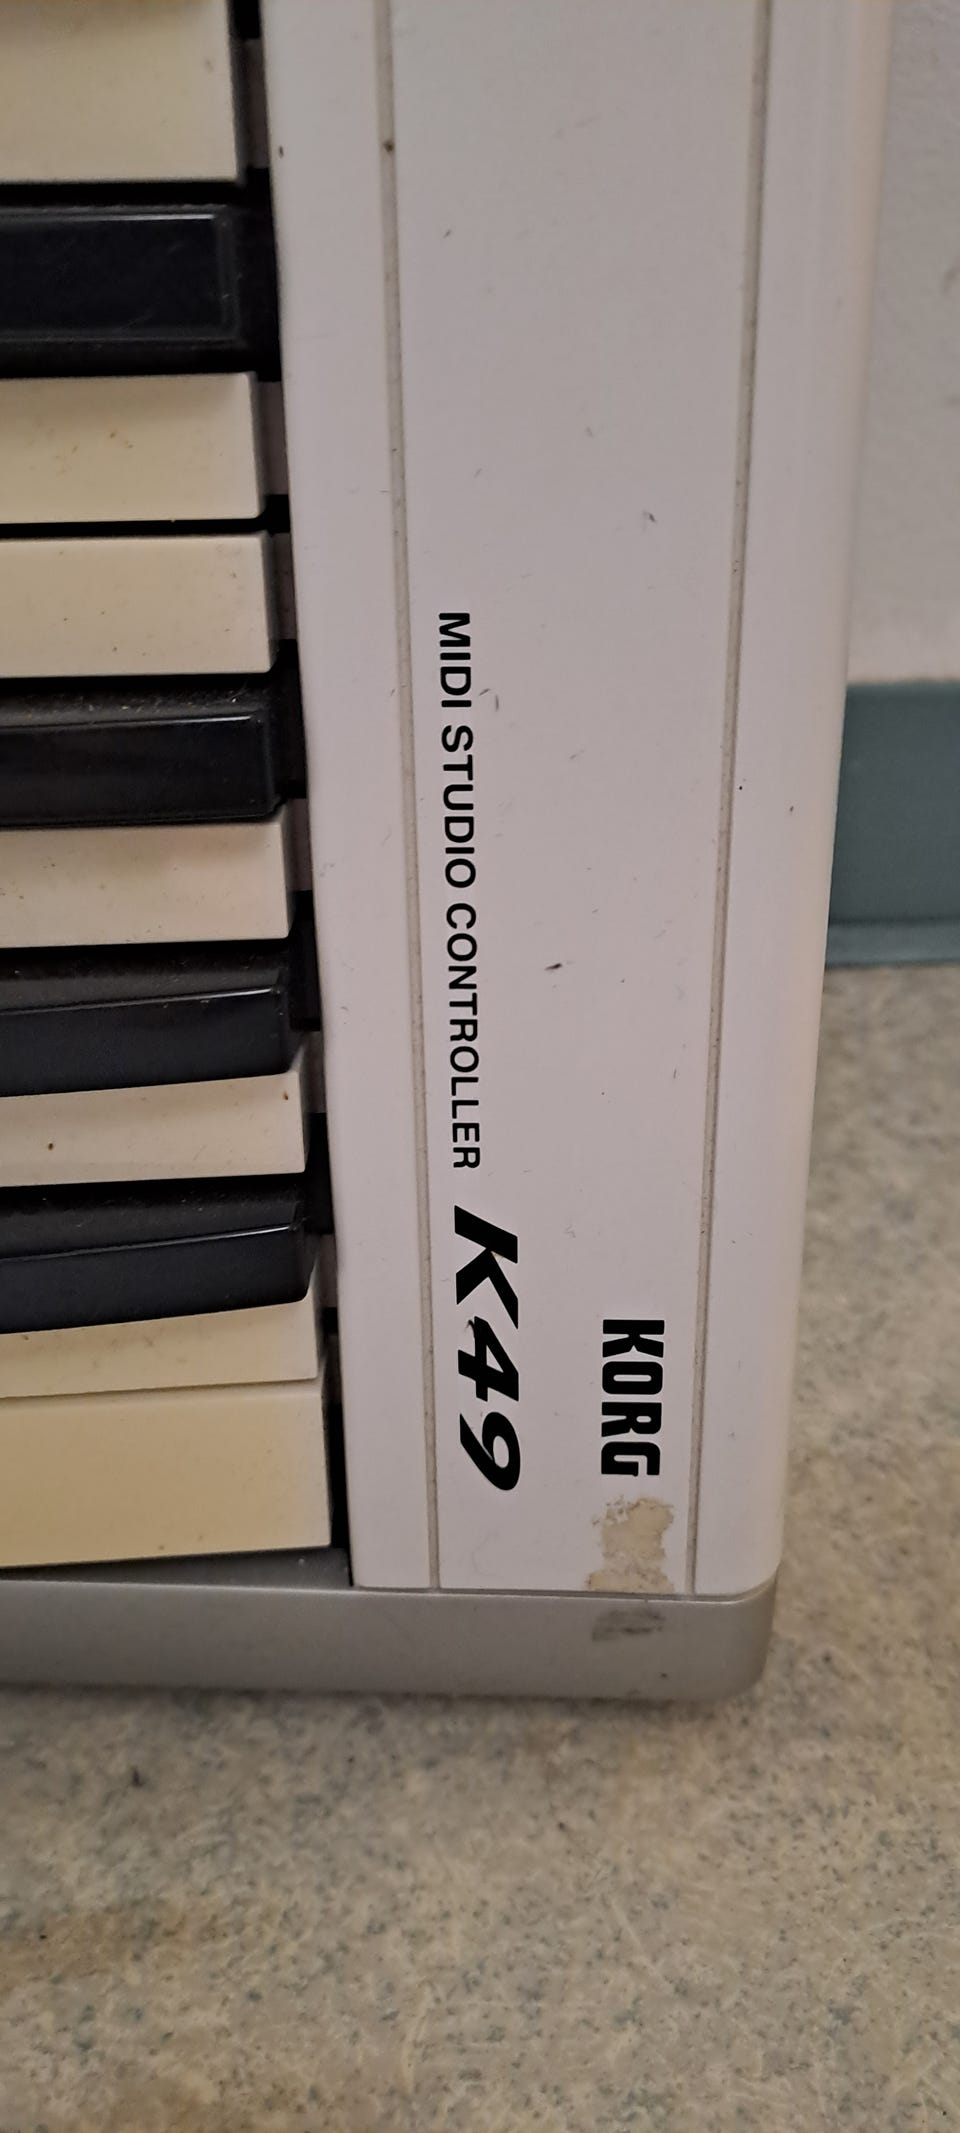 KORG
MIDI STUDIO CONTROLLER K49